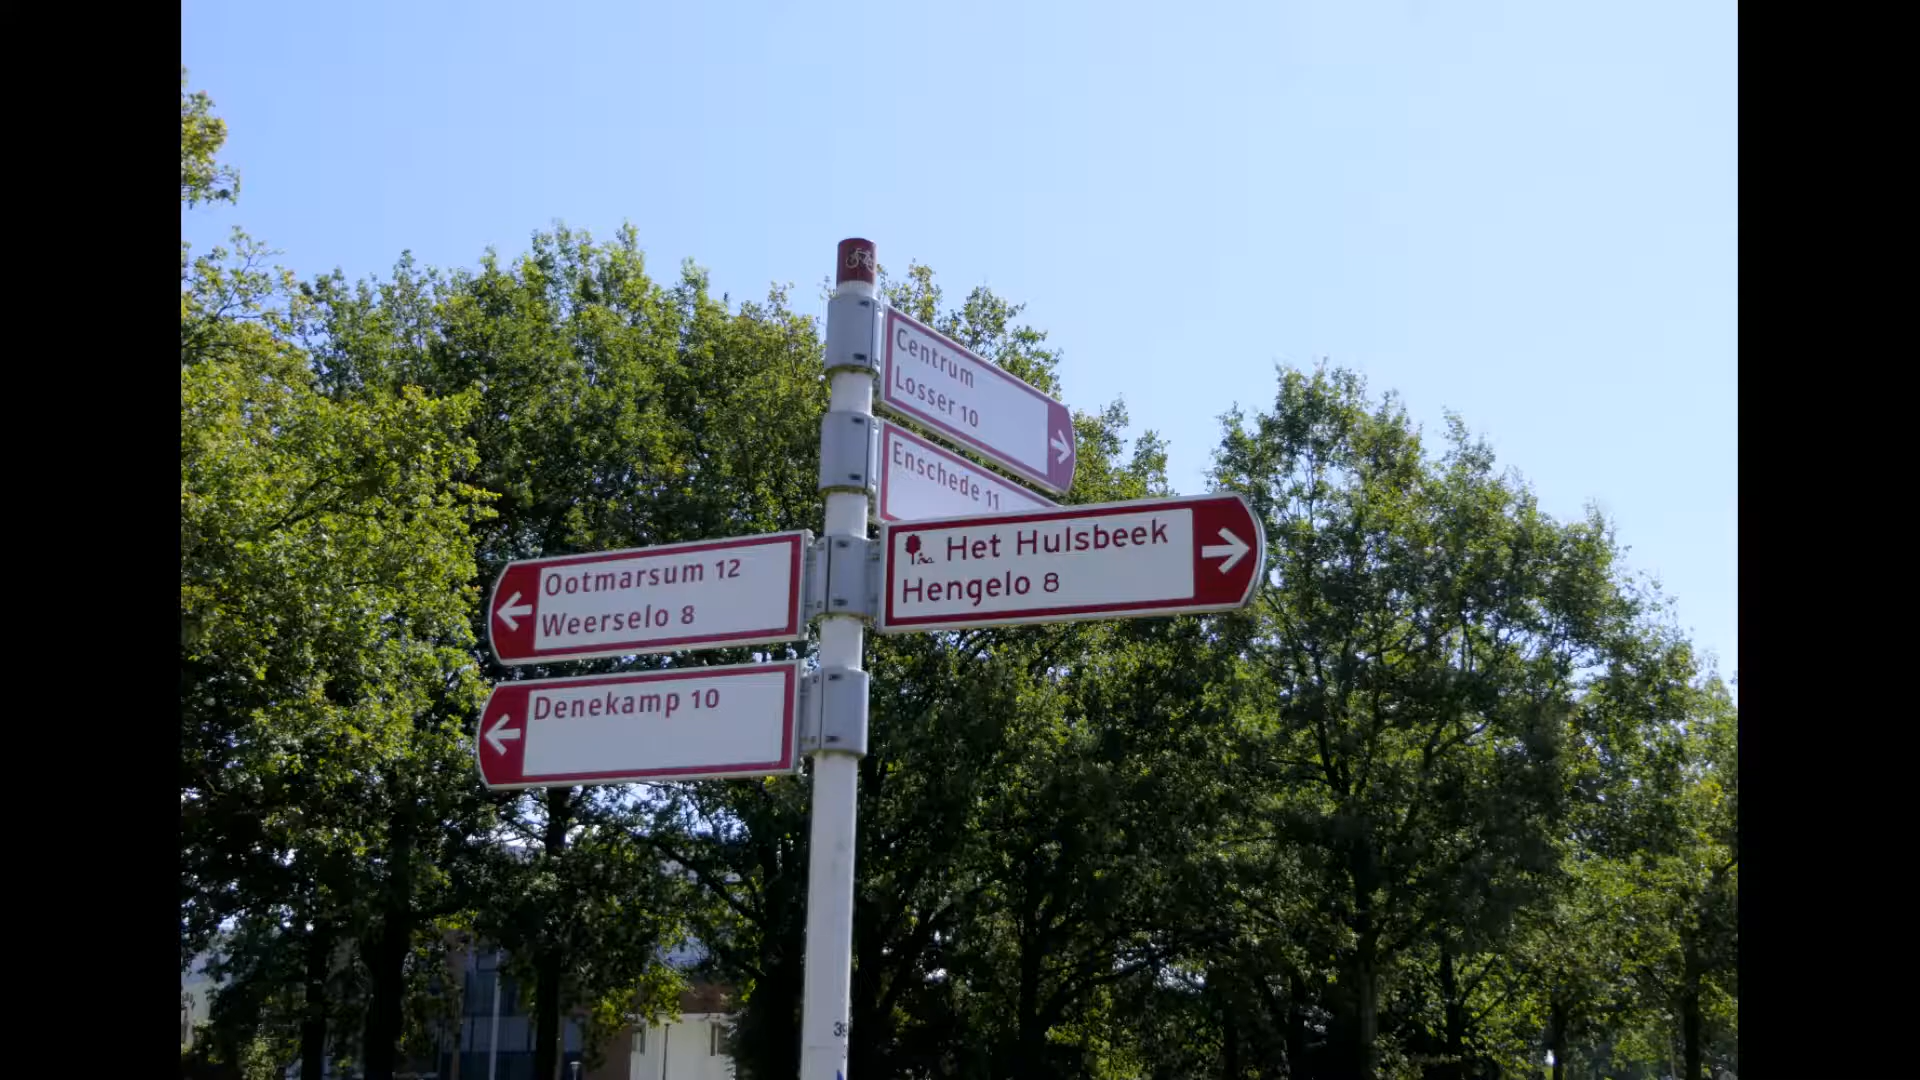 Centrum
Losser 10
Enschede 11
Het Hulsbeek
Hengelo 8
Ootmarsum 12
Weerselo 8
Denekamp 10